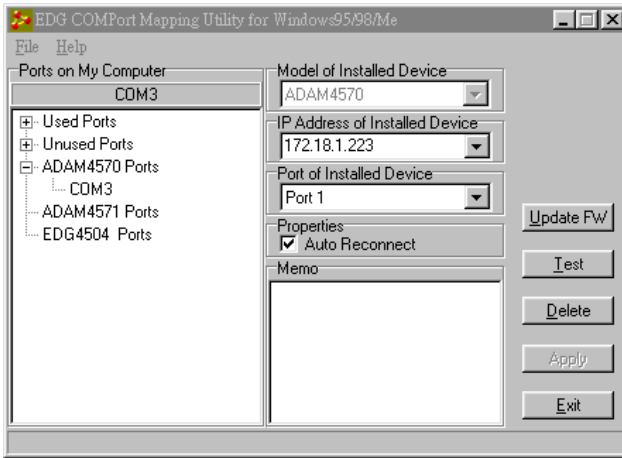 EDG COMPort Mapping Utility for Windows95/98/Me
File Help
Ports on My Computer
COM3
Used Ports
Unused Ports
ADAM4570 Ports
COM3
ADAM4571 Ports
EDG4504 Ports
Model of Installed Device
ADAM4570
IP Address of Installed Device
172.18.1.223
Port of Installed Device
Port 1
Properties
Auto Reconnect
Memo
Update FW
Test
Delete
Apply
Exit